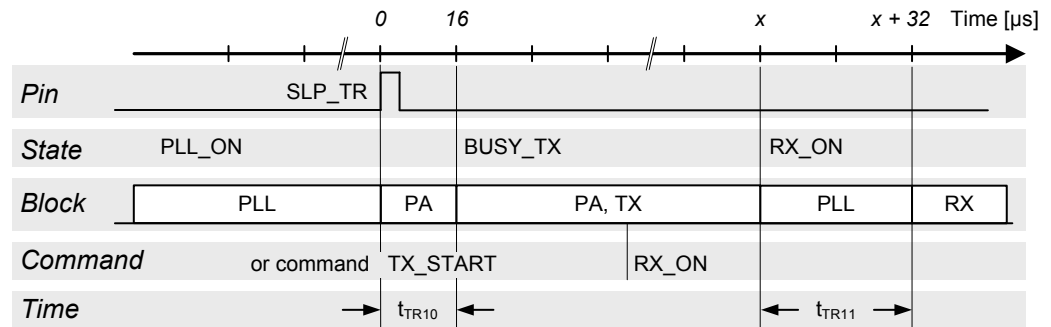 0 16 x x + 32 Time [µs]
Pin SLP_TR
State PLL_ON BUSY_TX RX_ON
Block PLL PA PA, TX PLL RX
Command or command TX_START RX_ON
Time tTR10 tTR11